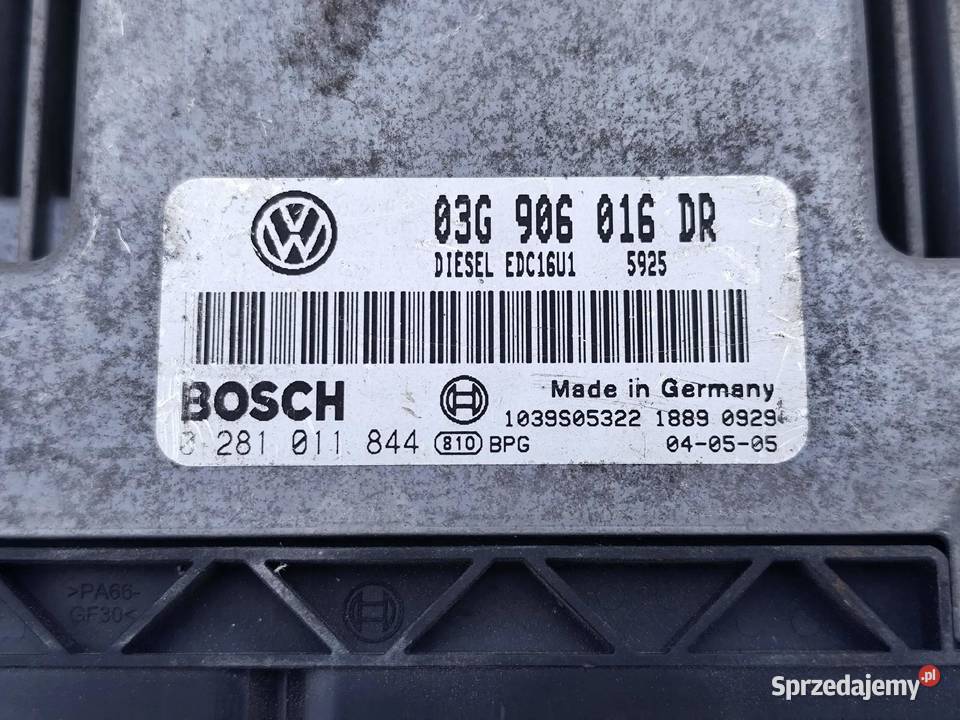 03G 906 016 DR
DIESEL EDC16U1 5925
BOSCH
Made in Germany
1039S05322 1889 0929
0 281 011 844 810 BPG 04-05-05
>PA66-
GF30<
Sprzedajemy.pl